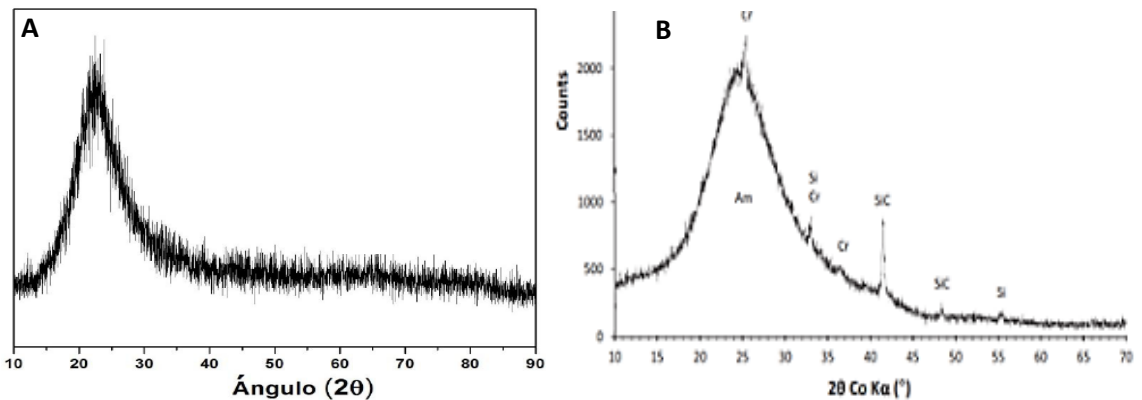 A
10 20 30 40 50 60 70 80 90
Ángulo (2θ)
B
Counts
2000
1500
1000
500
0
Cr
Si
Cr
Am
Cr
SiC
SiC
Si
10 15 20 25 30 35 40 45 50 55 60 65 70
2θ Co Kα (°)